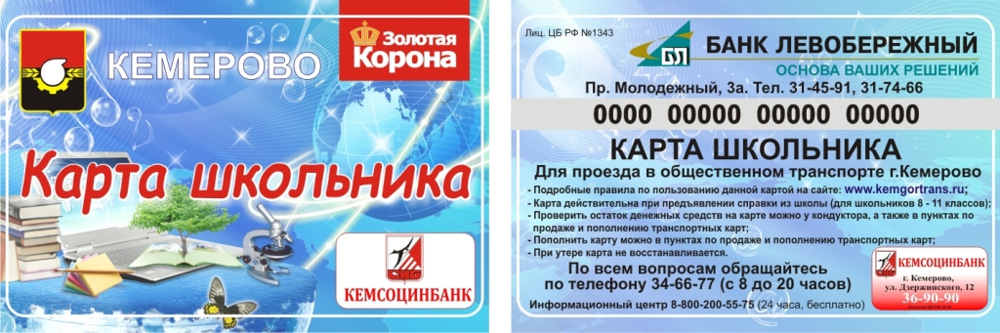 КЕМЕРОВО
Золотая
Корона
Карта школьника
КЕМСОЦИНБАНК
Лиц. ЦБ РФ №1343
БЛ
БАНК ЛЕВОБЕРЕЖНЫЙ
ОСНОВА ВАШИХ РЕШЕНИЙ
Пр. Молодежный, 3а. Тел. 31-45-91, 31-74-66
0000 00000 00000 00000
КАРТА ШКОЛЬНИКА
Для проезда в общественном транспорте г.Кемерово
- Подробные правила по пользованию данной картой на сайте: www.kemgortrans.ru;
- Карта действительна при предъявлении справки из школы (для школьников 8 - 11 классов);
- Проверить остаток денежных средств на карте можно у кондуктора, а также в пунктах по
продаже и пополнению транспортных карт;
- Пополнить карту можно в пунктах по продаже и пополнению транспортных карт;
- При утере карта не восстанавливается.
По всем вопросам обращайтесь
по телефону 34-66-77 (с 8 до 20 часов)
Информационный центр 8-800-200-55-75 (24 часа, бесплатно)
КЕМСОЦИНБАНК
г. Кемерово,
ул. Дзержинского, 12
36-90-90